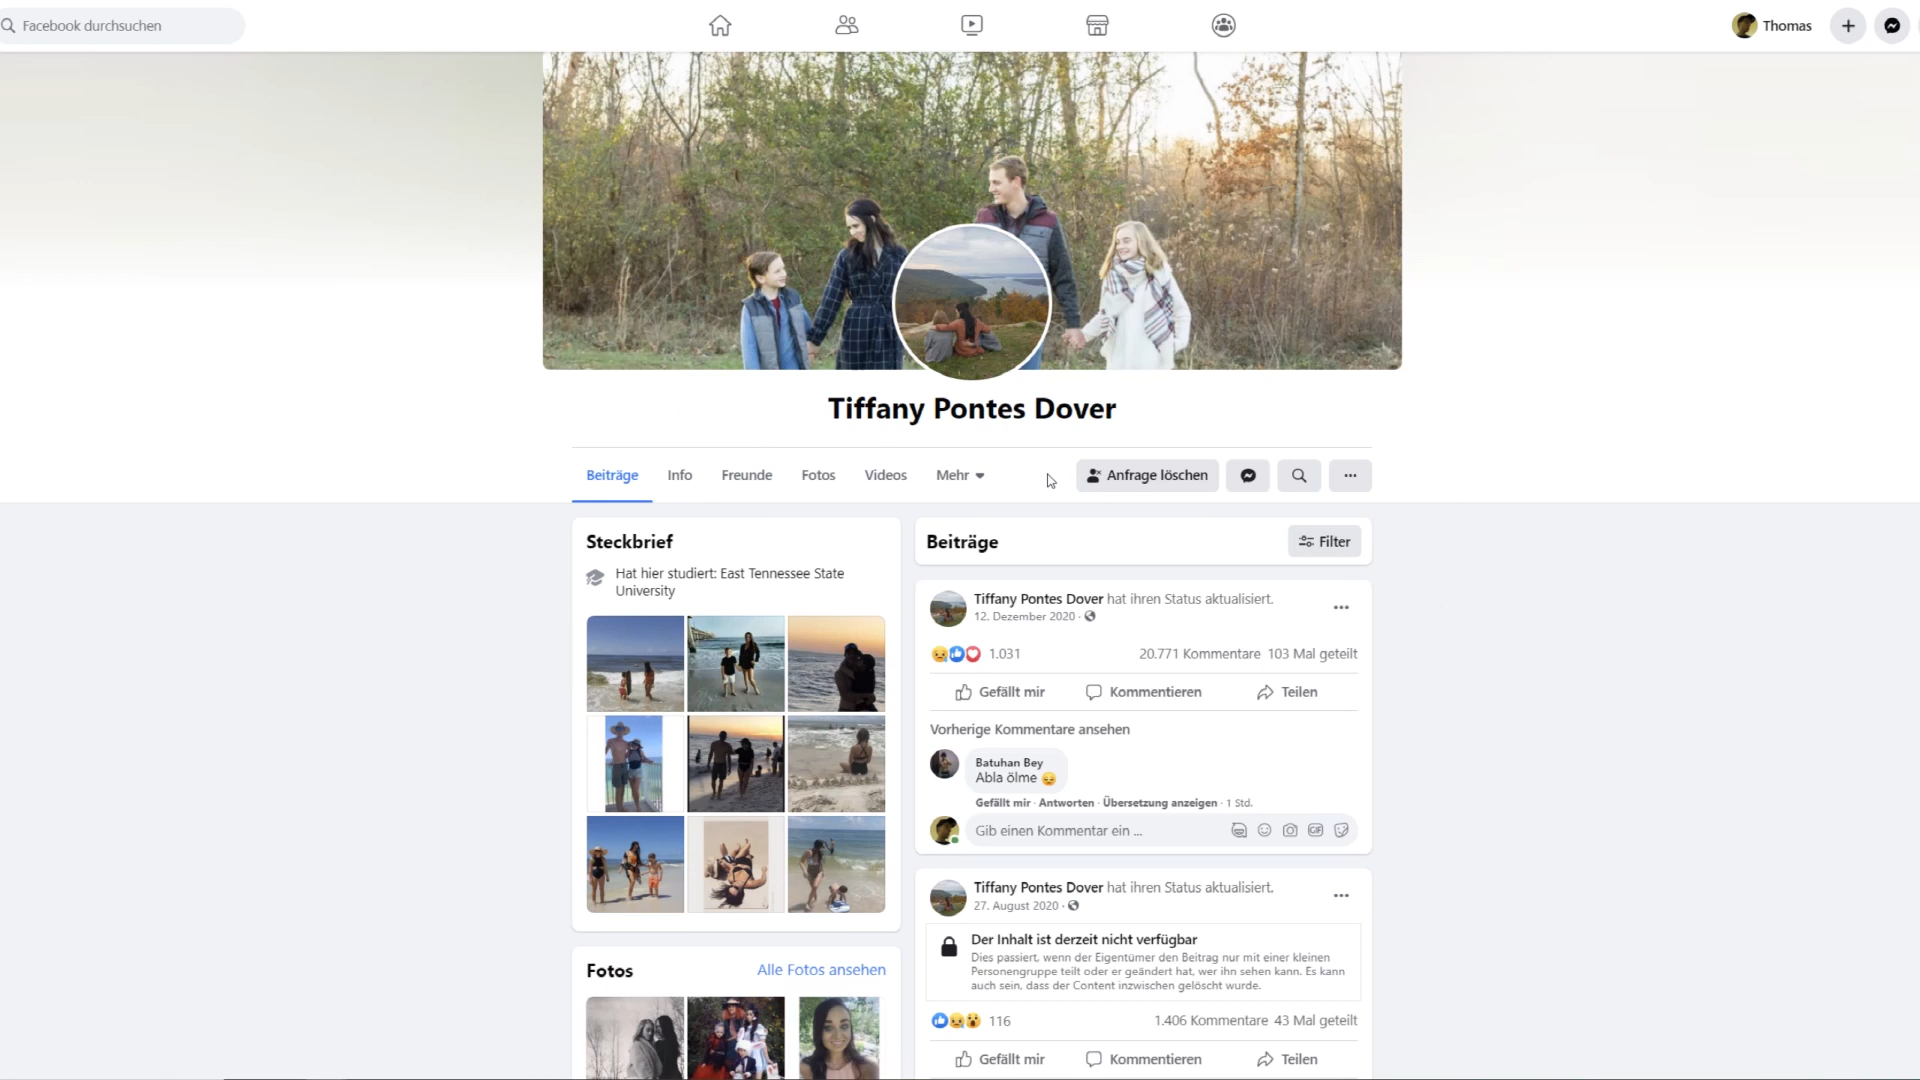 Facebook durchsuchen
Thomas
Tiffany Pontes Dover
Beiträge
Info
Freunde
Fotos
Videos
Mehr
Anfrage löschen
Steckbrief
Hat hier studiert: East Tennessee State
University
Fotos
Alle Fotos ansehen
Beiträge
Filter
Tiffany Pontes Dover hat ihren Status aktualisiert.
12. Dezember 2020 ·
1.031
20.771 Kommentare 103 Mal geteilt
Gefällt mir
Kommentieren
Teilen
Vorherige Kommentare ansehen
Batuhan Bey
Abla ölme 😞
Gefällt mir · Antworten · Übersetzung anzeigen · 1 Std.
Gib einen Kommentar ein ...
GIF
Tiffany Pontes Dover hat ihren Status aktualisiert.
27. August 2020 ·
Der Inhalt ist derzeit nicht verfügbar
Dies passiert, wenn der Eigentümer den Beitrag nur mit einer kleinen
Personengruppe teilt oder er geändert hat, wer ihn sehen kann. Es kann
auch sein, dass der Content inzwischen gelöscht wurde.
116
1.406 Kommentare 43 Mal geteilt
Gefällt mir
Kommentieren
Teilen